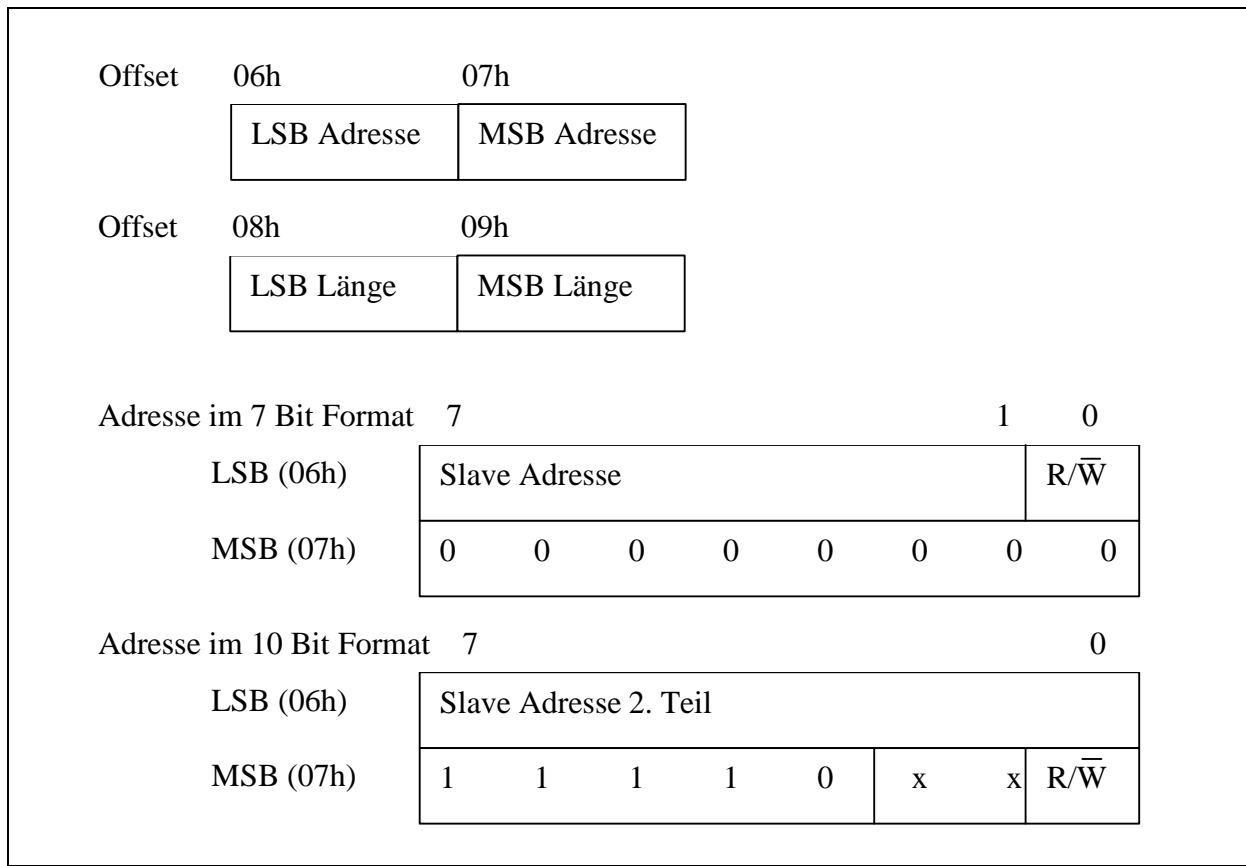 Offset 06h 07h
LSB Adresse MSB Adresse
Offset 08h 09h
LSB Länge MSB Länge
Adresse im 7 Bit Format 7 1 0
LSB (06h) Slave Adresse R/W̅
MSB (07h) 0 0 0 0 0 0 0 0
Adresse im 10 Bit Format 7 0
LSB (06h) Slave Adresse 2. Teil
MSB (07h) 1 1 1 1 0 x x R/W̅